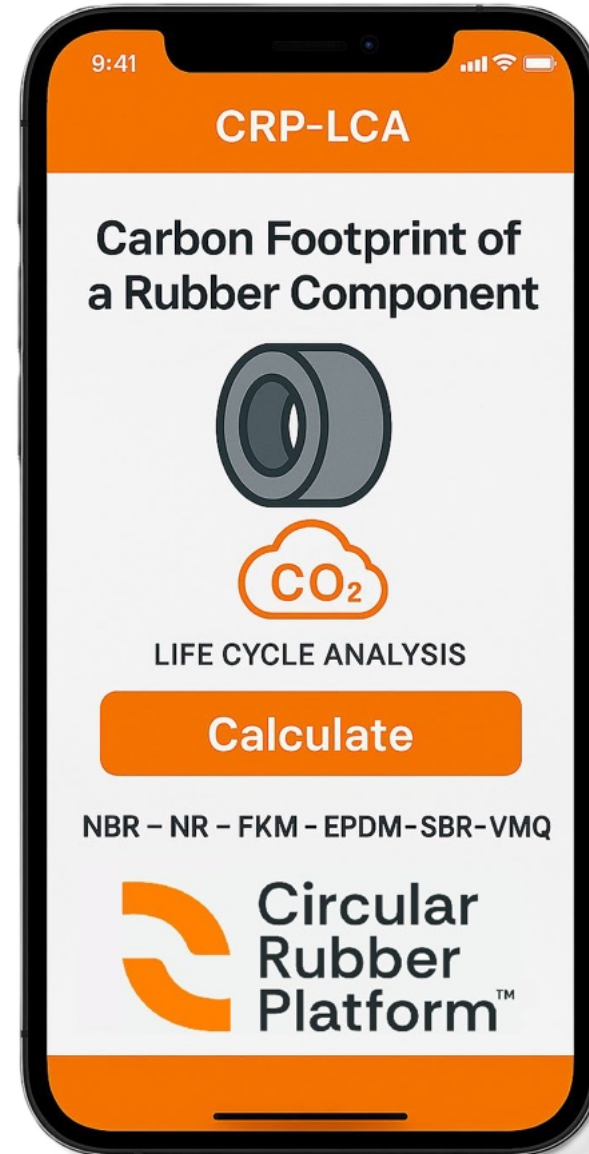 9:41
CRP-LCA
Carbon Footprint of
a Rubber Component
CO₂
LIFE CYCLE ANALYSIS
Calculate
NBR – NR – FKM - EPDM-SBR-VMQ
Circular
Rubber
Platform™